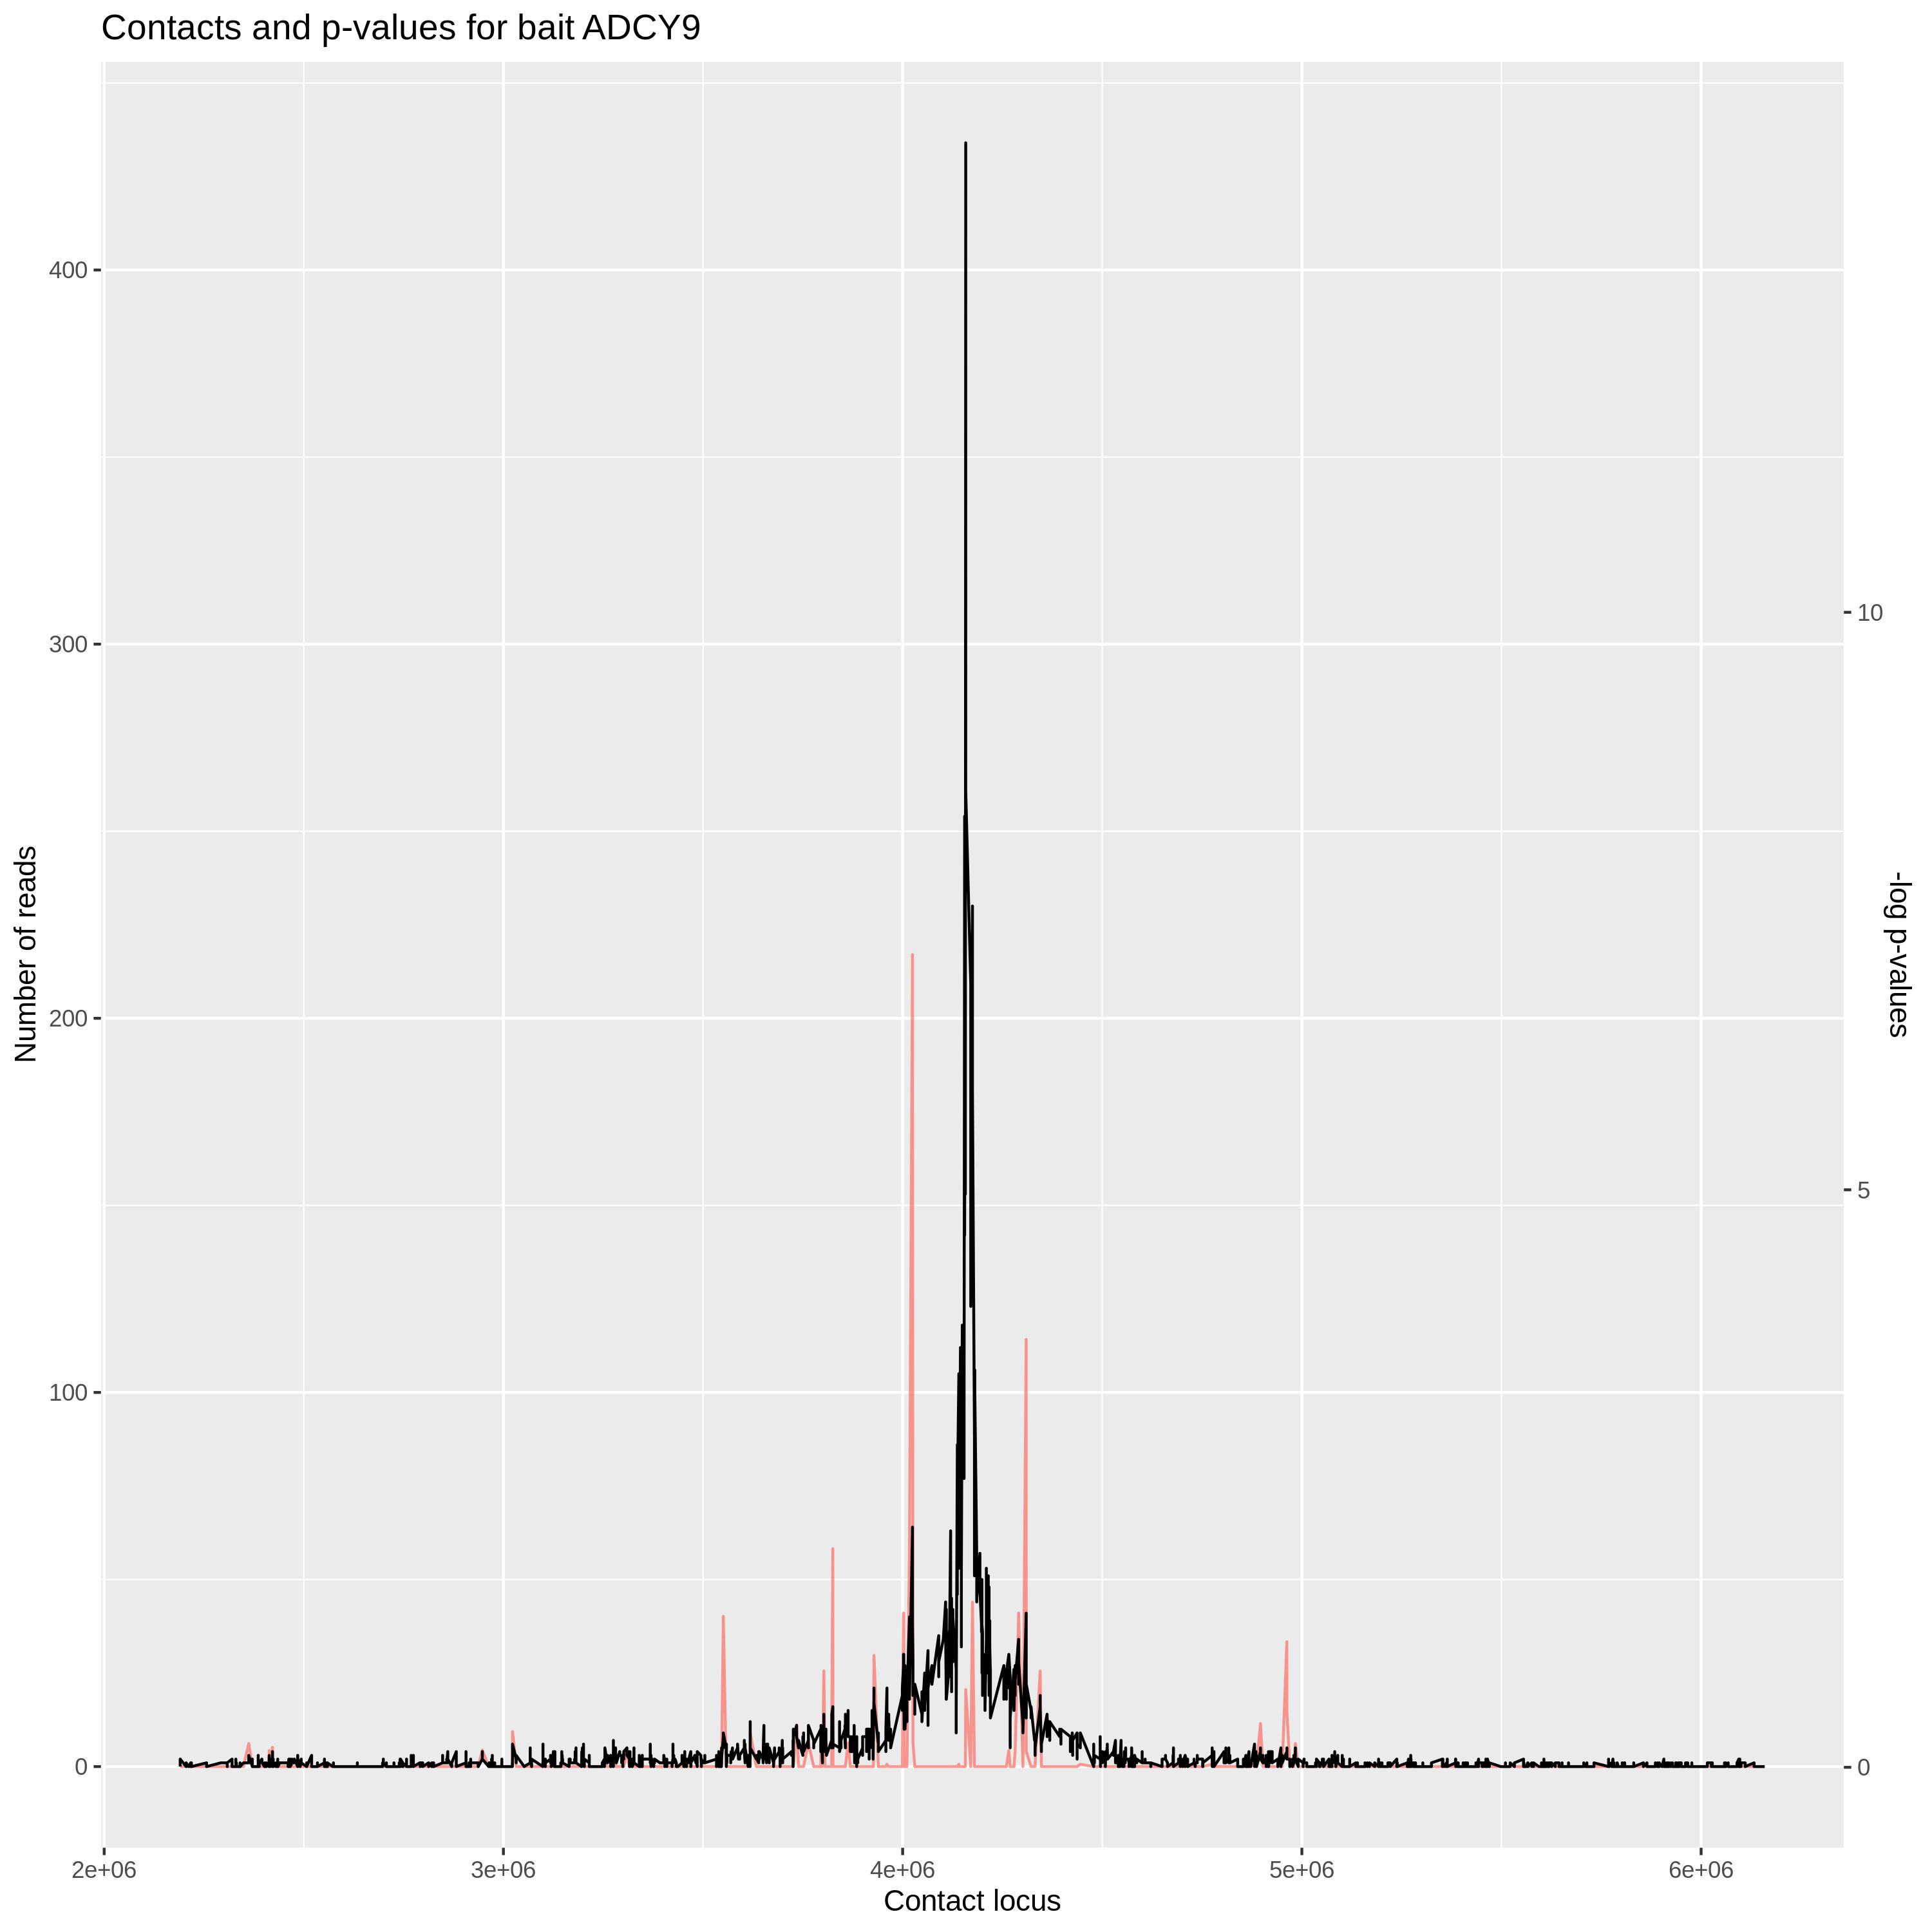 Contacts and p-values for bait ADCY9
400
300
200
100
0
Number of reads
10
5
0
-log p-values
2e+06
3e+06
4e+06
5e+06
6e+06
Contact locus